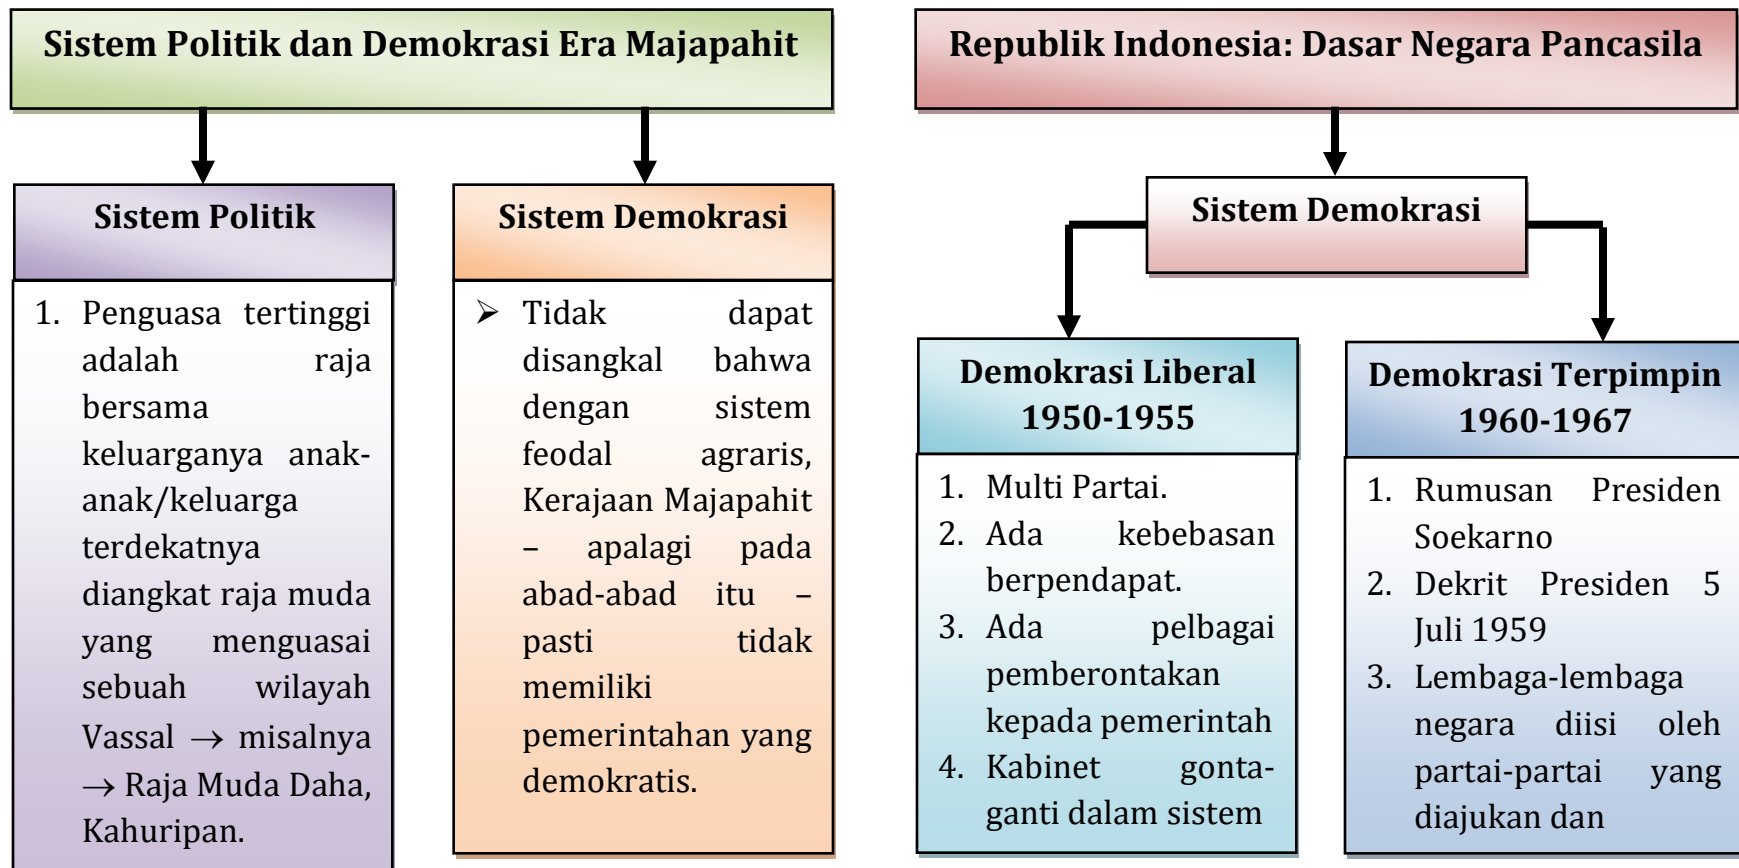 Sistem Politik dan Demokrasi Era Majapahit
Sistem Politik
1. Penguasa tertinggi
adalah raja
bersama
keluarganya anak-
anak/keluarga
terdekatnya
diangkat raja muda
yang menguasai
sebuah wilayah
Vassal → misalnya
→ Raja Muda Daha,
Kahuripan.
Sistem Demokrasi
➢ Tidak dapat
disangkal bahwa
dengan sistem
feodal agraris,
Kerajaan Majapahit
– apalagi pada
abad-abad itu –
pasti tidak
memiliki
pemerintahan yang
demokratis.
Republik Indonesia: Dasar Negara Pancasila
Sistem Demokrasi
Demokrasi Liberal
1950-1955
1. Multi Partai.
2. Ada kebebasan
berpendapat.
3. Ada pelbagai
pemberontakan
kepada pemerintah
4. Kabinet gonta-
ganti dalam sistem
Demokrasi Terpimpin
1960-1967
1. Rumusan Presiden
Soekarno
2. Dekrit Presiden 5
Juli 1959
3. Lembaga-lembaga
negara diisi oleh
partai-partai yang
diajukan dan